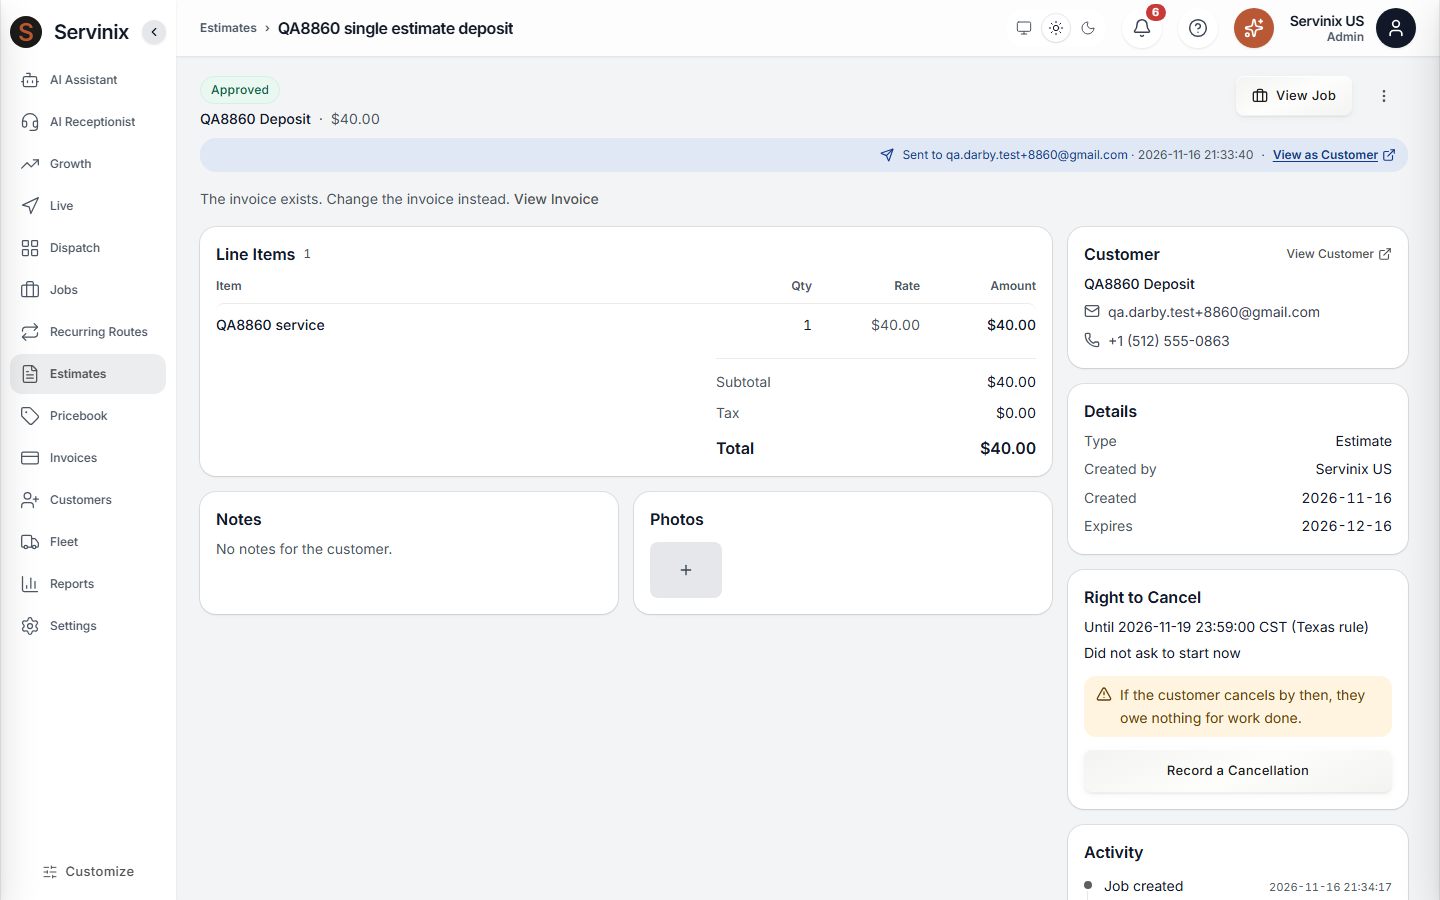 S Servinix
AI Assistant
AI Receptionist
Growth
Live
Dispatch
Jobs
Recurring Routes
Estimates
Pricebook
Invoices
Customers
Fleet
Reports
Settings
Customize
Estimates › QA8860 single estimate deposit
6
Servinix US
Admin
Approved
QA8860 Deposit · $40.00
View Job
Sent to qa.darby.test+8860@gmail.com · 2026-11-16 21:33:40 · View as Customer
The invoice exists. Change the invoice instead. View Invoice
Line Items 1
Item Qty Rate Amount
QA8860 service 1 $40.00 $40.00
Subtotal $40.00
Tax $0.00
Total $40.00
Notes
No notes for the customer.
Photos
+
Customer View Customer
QA8860 Deposit
qa.darby.test+8860@gmail.com
+1 (512) 555-0863
Details
Type Estimate
Created by Servinix US
Created 2026-11-16
Expires 2026-12-16
Right to Cancel
Until 2026-11-19 23:59:00 CST (Texas rule)
Did not ask to start now
If the customer cancels by then, they
owe nothing for work done.
Record a Cancellation
Activity
Job created 2026-11-16 21:34:17